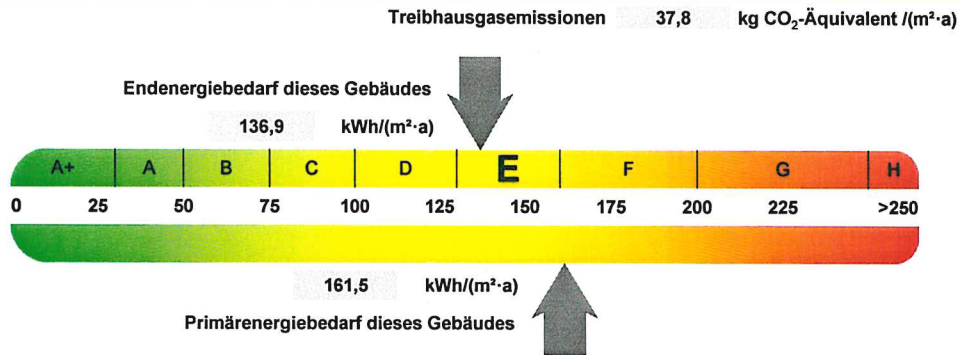 Treibhausgasemissionen 37,8 kg CO₂-Äquivalent /(m²·a)
Endenergiebedarf dieses Gebäudes
136,9 kWh/(m²·a)
A+ A B C D E F G H
0 25 50 75 100 125 150 175 200 225 >250
161,5 kWh/(m²·a)
Primärenergiebedarf dieses Gebäudes